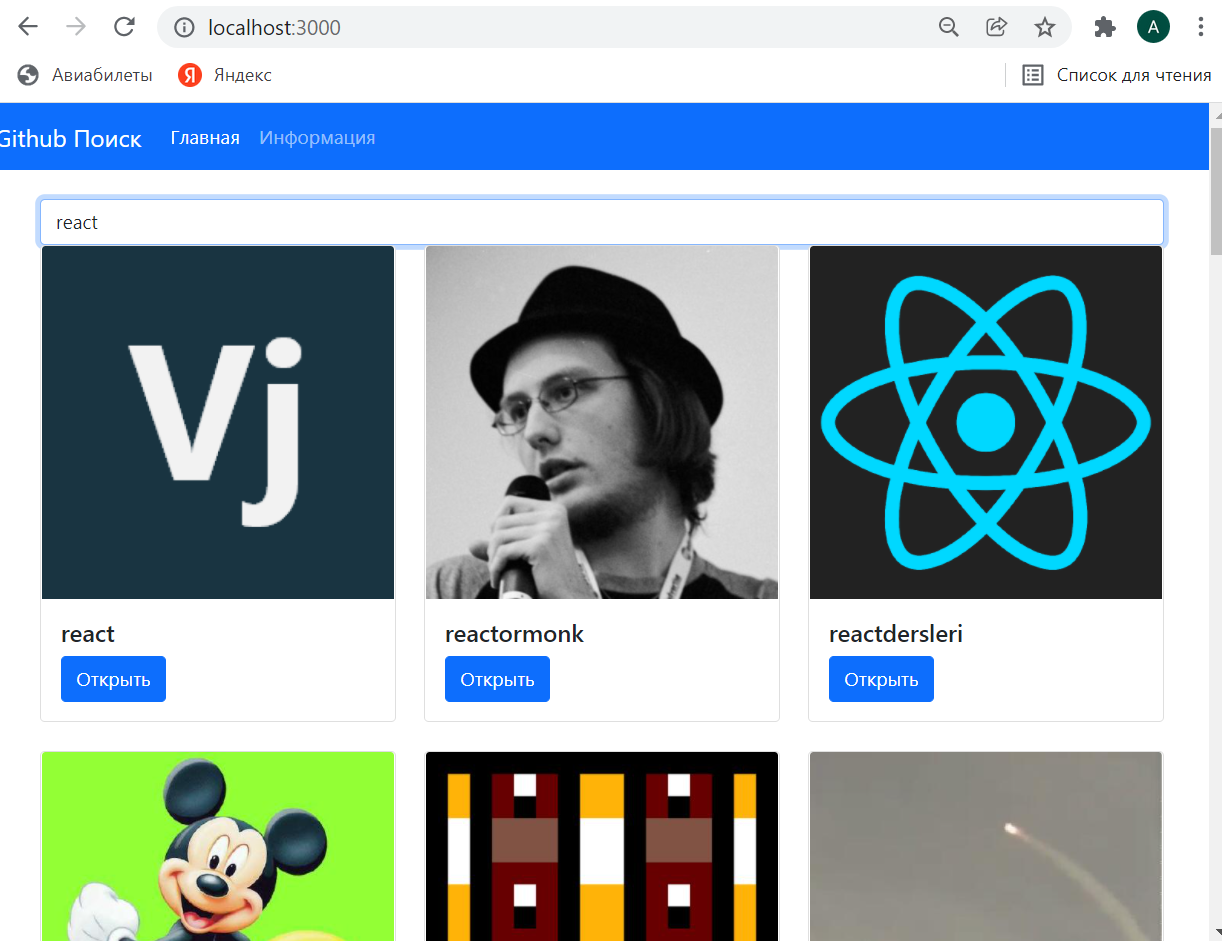 localhost:3000
A
Авиабилеты
Я Яндекс
Список для чтения
Github Поиск Главная Информация
react
Vj
react reactormonk reactdersleri
Открыть Открыть Открыть